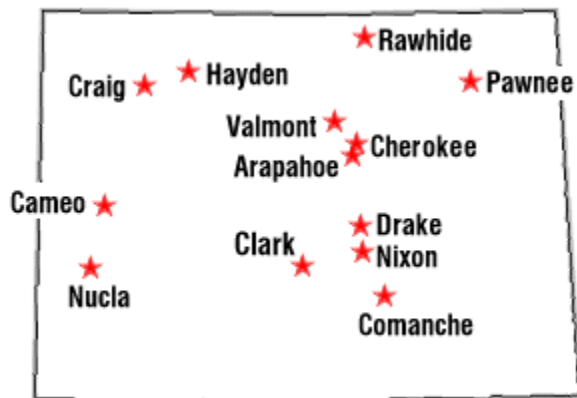 Rawhide
Hayden
Craig
Pawnee
Valmont
Cherokee
Arapahoe
Cameo
Drake
Clark
Nixon
Nucla
Comanche